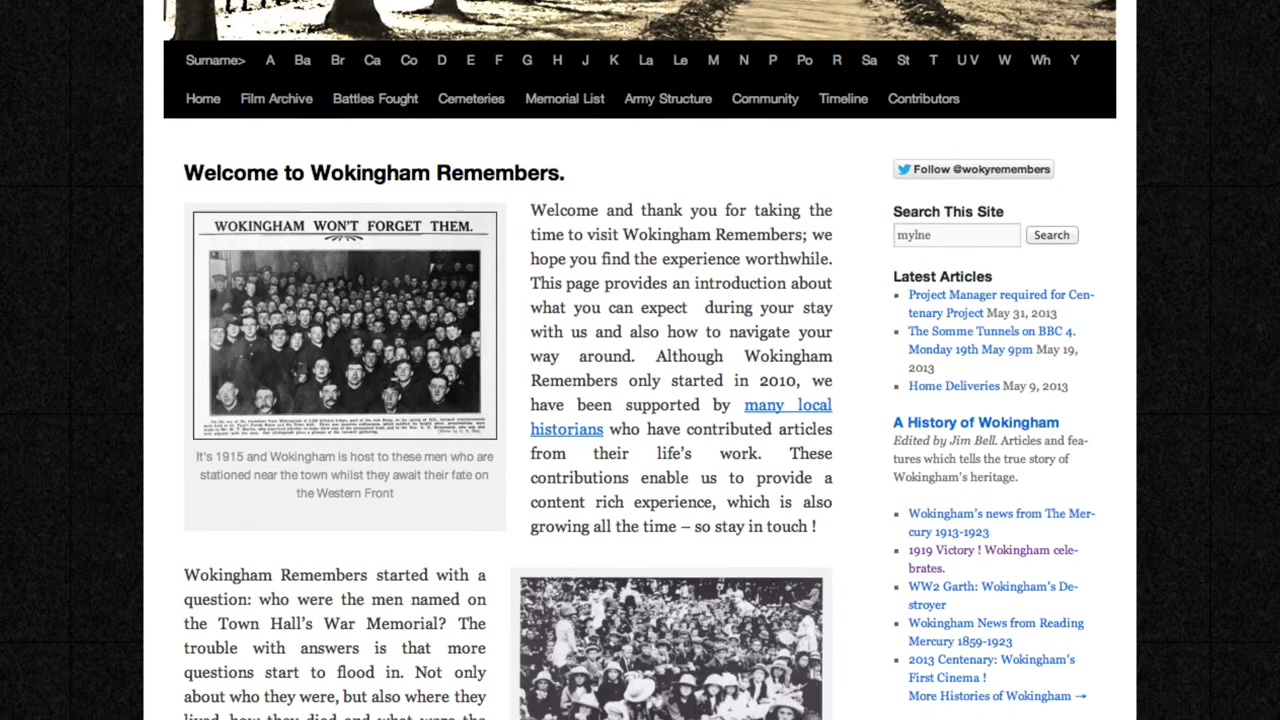 Surname> A Ba Br Ca Co D E F G H J K La Le M N P Po R Sa St T U V W Wh Y
Home Film Archive Battles Fought Cemeteries Memorial List Army Structure Community Timeline Contributors
Welcome to Wokingham Remembers.
WOKINGHAM WON'T FORGET THEM.
It's 1915 and Wokingham is host to these men who are
stationed near the town whilst they await their fate on
the Western Front
Welcome and thank you for taking the
time to visit Wokingham Remembers; we
hope you find the experience worthwhile.
This page provides an introduction about
what you can expect during your stay
with us and also how to navigate your
way around. Although Wokingham
Remembers only started in 2010, we
have been supported by many local
historians who have contributed articles
from their life's work. These
contributions enable us to provide a
content rich experience, which is also
growing all the time – so stay in touch !
Wokingham Remembers started with a
question: who were the men named on
the Town Hall's War Memorial? The
trouble with answers is that more
questions start to flood in. Not only
about who they were, but also where they
lived, how they died and what were the
Follow @wokyremembers
Search This Site
mylne Search
Latest Articles
Project Manager required for Cen-
tenary Project May 31, 2013
The Somme Tunnels on BBC 4.
Monday 19th May 9pm May 19,
2013
Home Deliveries May 9, 2013
A History of Wokingham
Edited by Jim Bell. Articles and fea-
tures which tells the true story of
Wokingham's heritage.
Wokingham's news from The Mer-
cury 1913-1923
1919 Victory ! Wokingham cele-
brates.
WW2 Garth: Wokingham's De-
stroyer
Wokingham News from Reading
Mercury 1859-1923
2013 Centenary: Wokingham's
First Cinema !
More Histories of Wokingham →